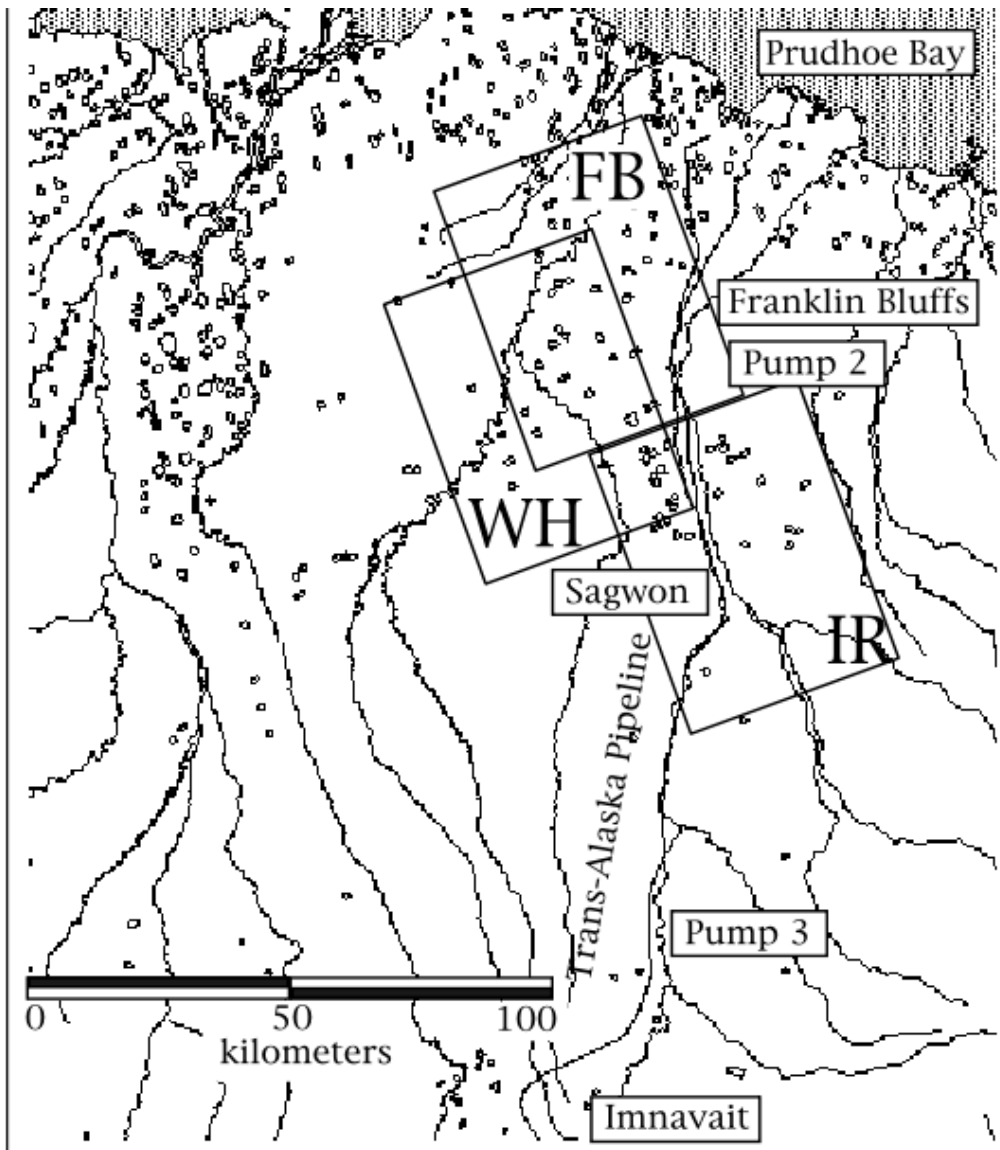 Prudhoe Bay
FB
Franklin Bluffs
Pump 2
WH
Sagwon
IR
Trans-Alaska Pipeline
Pump 3
0 50 100
kilometers
Imnavait